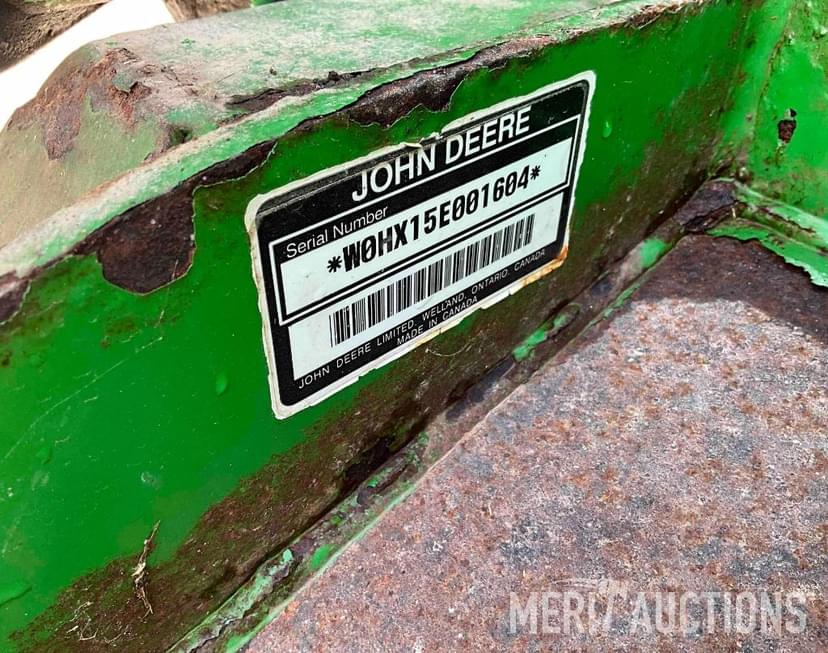 JOHN DEERE
Serial Number
*W0HX15E001604*
JOHN DEERE LIMITED, WELLAND, ONTARIO, CANADA
MADE IN CANADA
MERIT AUCTIONS